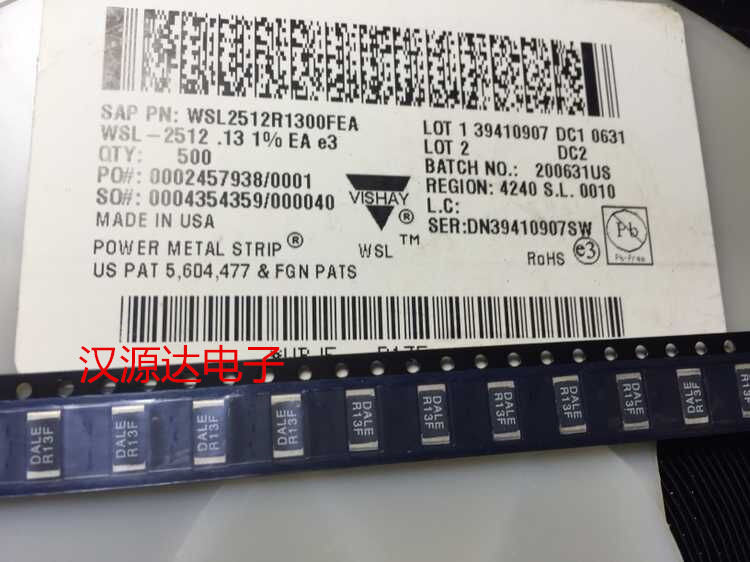 SAP PN: WSL2512R1300FEA
WSL-2512 .13 1% EA e3
QTY: 500
PO#: 0002457938/0001
SO#: 0004354359/000040
MADE IN USA
POWER METAL STRIP®
US PAT 5,604,477 & FGN PATS
VISHAY ®
WSL ™
LOT 1 39410907 DC1 0631
LOT 2 DC2
BATCH NO.: 200631US
REGION: 4240 S.L. 0010
L.C:
SER:DN39410907SW
RoHS e3
Pb
Pb-free
汉源达电子
DALE R13F
DALE R13F
DALE R13F
DALE R13F
DALE R13F
DALE R13F
DALE R13F
DALE R13F
DALE R13F
DALE R13F